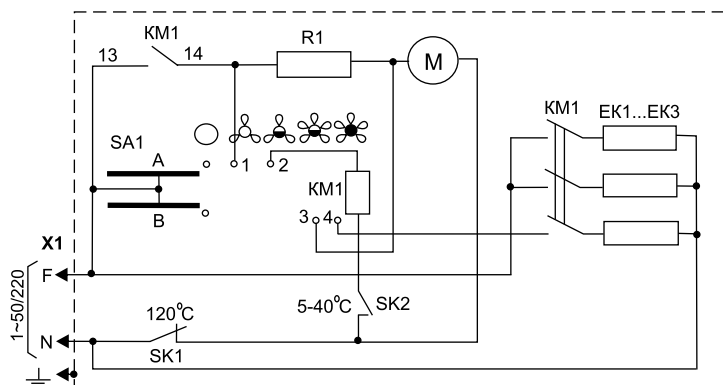 KM1
13
14
R1
M
KM1
EK1...EK3
SA1
A
1
2
B
KM1
3
4
X1
F
5-40°C
SK2
1~50/220
120°C
N
SK1